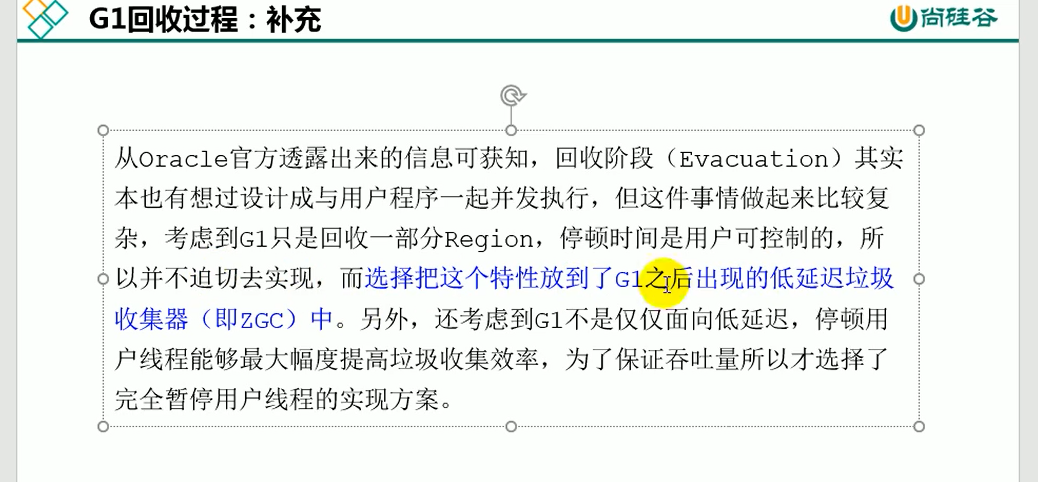 G1回收过程：补充
尚硅谷
从Oracle官方透露出来的信息可获知，回收阶段（Evacuation）其实
本也有想过设计成与用户程序一起并发执行，但这件事情做起来比较复
杂，考虑到G1只是回收一部分Region，停顿时间是用户可控制的，所
以并不迫切去实现，而选择把这个特性放到了G1之后出现的低延迟垃圾
收集器（即ZGC）中。另外，还考虑到G1不是仅仅面向低延迟，停顿用
户线程能够最大幅度提高垃圾收集效率，为了保证吞吐量所以才选择了
完全暂停用户线程的实现方案。